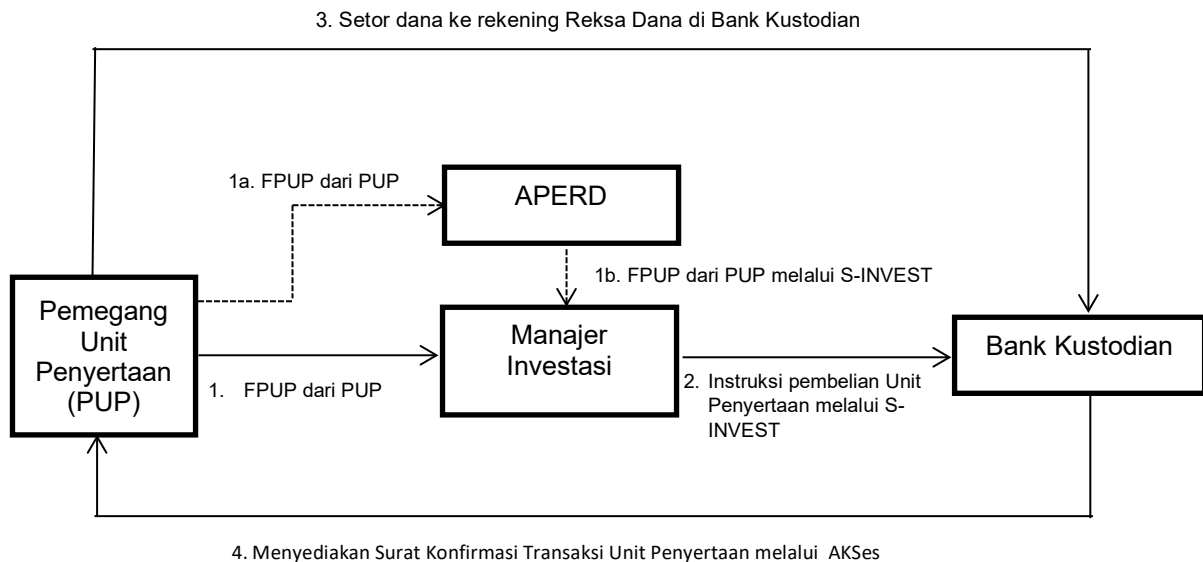 3. Setor dana ke rekening Reksa Dana di Bank Kustodian
1a. FPUP dari PUP
APERD
1b. FPUP dari PUP melalui S-INVEST
Pemegang
Unit
Penyertaan
(PUP)
Manajer
Investasi
Bank Kustodian
1. FPUP dari PUP
2. Instruksi pembelian Unit
Penyertaan melalui S-
INVEST
4. Menyediakan Surat Konfirmasi Transaksi Unit Penyertaan melalui AKSes